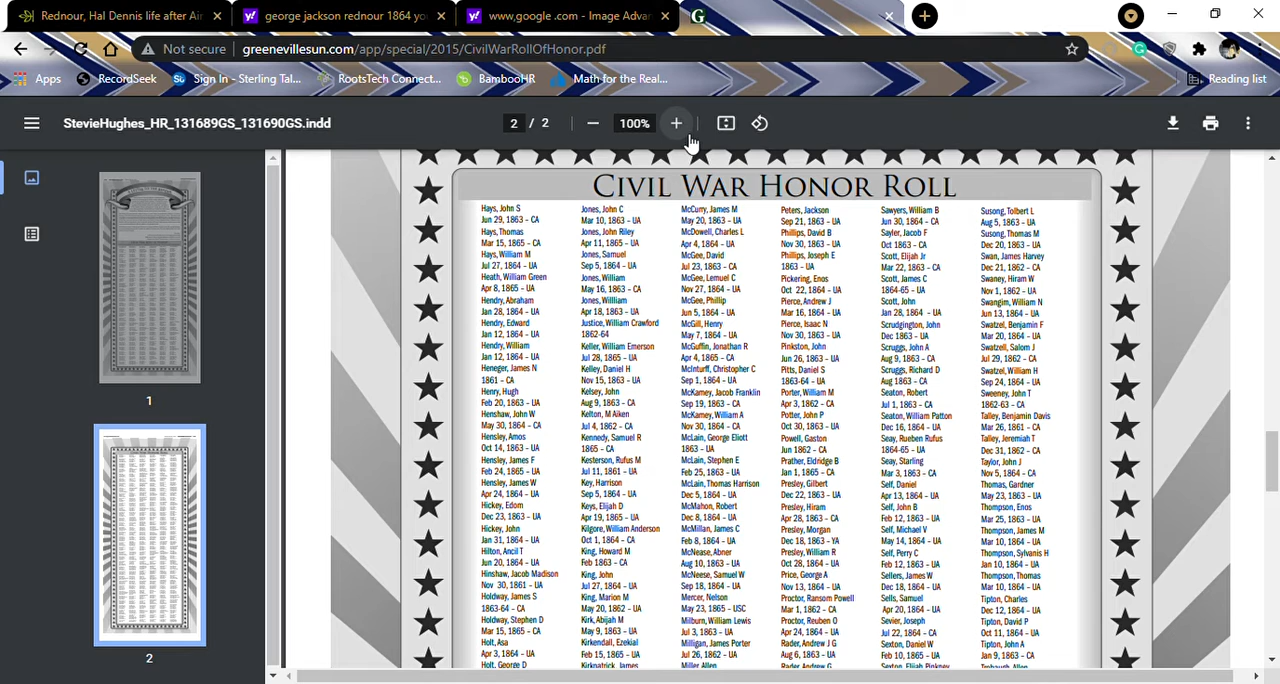 Rednour, Hal Dennis life after Air
george jackson rednour 1864 yo
www,google .com - Image Adva
Not secure
greenevillesun.com/app/special/2015/CivilWarRollOfHonor.pdf
Apps
RecordSeek
Sign In - Sterling Tal...
RootsTech Connect...
BambooHR
Math for the Real...
Reading list
StevieHughes_HR_131689GS_131690GS.indd
2 / 2
100%
1
2
CIVIL WAR HONOR ROLL
Hays, John S
Jun 29, 1863 - CA
Hays, Thomas
Mar 15, 1865 - CA
Hays, William M
Jul 27, 1864 - UA
Heath, William Green
Apr 8, 1865 - UA
Hendry, Abraham
Jan 28, 1864 - UA
Hendry, Edward
Jan 12, 1864 - UA
Hendry, William
Jan 12, 1864 - UA
Heneger, James N
1861 - CA
Henry, Hugh
Feb 20, 1863 - UA
Henshaw, John W
May 30, 1864 - CA
Hensley, Amos
Oct 14, 1863 - UA
Hensley, James F
Feb 24, 1865 - UA
Hensley, James W
Apr 24, 1864 - UA
Hickey, Edom
Dec 23, 1863 - UA
Hickey, John
Jan 31, 1864 - UA
Hilton, Ancil T
Jun 20, 1864 - UA
Hinshaw, Jacob Madison
Nov 30, 1861 - UA
Holdway, James S
1863-64 - CA
Holdway, Stephen D
Mar 15, 1865 - CA
Holt, Asa
Apr 3, 1864 - UA
Holt, George D
Jones, John C
Mar 10, 1863 - UA
Jones, John Riley
Apr 11, 1865 - UA
Jones, Samuel
Sep 5, 1864 - UA
Jones, William
May 16, 1863 - CA
Jones, William
Apr 18, 1863 - UA
Justice, William Crawford
1862-64
Keller, William Emerson
Jul 28, 1865 - UA
Kelley, Daniel H
Nov 15, 1863 - UA
Kelsey, John
Aug 9, 1863 - CA
Kelton, M Aiken
Jul 4, 1862 - CA
Kennedy, Samuel R
1865 - CA
Kesterson, Rufus M
Jul 11, 1861 - UA
Key, Harrison
Sep 5, 1864 - UA
Keys, Elijah D
Apr 19, 1865 - UA
Kilgore, William Anderson
Oct 1, 1864 - CA
King, Howard M
Feb 1863 - CA
King, John
Jul 27, 1864 - UA
King, Marion M
May 20, 1862 - UA
Kirk, Abijah M
May 9, 1863 - UA
Kirkendall, Ezekial
Feb 15, 1865 - UA
Kirkpatrick, James
McCurry, James M
May 20, 1863 - UA
McDowell, Charles L
Apr 4, 1864 - UA
McGee, David
Jul 23, 1863 - CA
McGee, Lemuel C
Nov 27, 1864 - UA
McGee, Phillip
Jun 5, 1864 - UA
McGill, Henry
May 7, 1864 - UA
McGuffin, Jonathan R
Apr 4, 1865 - CA
McInturff, Christopher C
Sep 1, 1864 - UA
McKamey, Jacob Franklin
Sep 19, 1863 - CA
McKamey, William A
Nov 30, 1864 - CA
McLain, George Eliott
1863 - UA
McLain, Stephen E
Feb 25, 1863 - UA
McLain, Thomas Harrison
Dec 5, 1864 - UA
McMahon, Robert
Dec 8, 1864 - UA
McMillan, James C
Feb 8, 1864 - UA
McNease, Abner
Aug 10, 1863 - UA
McNeese, Samuel W
Sep 18, 1864 - UA
Mercer, Nelson
May 23, 1865 - USC
Milburn, William Lewis
Jul 3, 1863 - UA
Milligan, James Porter
Jul 26, 1862 - UA
Miller, Allen
Peters, Jackson
Sep 21, 1863 - UA
Phillips, David B
Nov 30, 1863 - UA
Phillips, Joseph E
1863 - UA
Pickering, Enos
Oct 22, 1864 - UA
Pierce, Andrew J
Mar 16, 1864 - UA
Pierce, Isaac N
Nov 30, 1863 - UA
Pinkston, John
Jun 26, 1863 - UA
Pitts, Daniel S
1863-64 - UA
Porter, William M
Apr 3, 1862 - CA
Potter, John P
Oct 30, 1863 - UA
Powell, Gaston
Jun 1862 - CA
Prather, Eldridge B
Jan 1, 1865 - CA
Presley, Gilbert
Dec 22, 1863 - UA
Presley, Hiram
Apr 28, 1863 - CA
Presley, Morgan
Dec 18, 1863 - YA
Presley, William R
Oct 28, 1864 - UA
Price, George A
Nov 13, 1864 - UA
Proctor, Ransom Powell
Mar 1, 1862 - CA
Proctor, Reuben O
Apr 24, 1864 - UA
Rader, Andrew J G
Aug 6, 1863 - UA
Rader, Andrew G
Sawyers, William B
Jun 30, 1864 - CA
Sayler, Jacob F
Oct 1863 - CA
Scott, Elijah Jr
Mar 22, 1863 - CA
Scott, James C
1864-65 - UA
Scott, John
Jan 28, 1864 - UA
Scrudgington, John
Dec 1863 - UA
Scruggs, John A
Aug 9, 1863 - CA
Scruggs, Richard D
Aug 1863 - CA
Seaton, Robert
Jul 1, 1863 - CA
Seaton, William Patton
Dec 16, 1864 - UA
Seay, Rueben Rufus
1864-65 - UA
Seay, Starling
Mar 3, 1863 - CA
Self, Daniel
Apr 13, 1864 - UA
Self, John B
Feb 12, 1863 - UA
Self, Michael V
May 14, 1864 - UA
Self, Perry C
Feb 12, 1863 - UA
Sellers, James W
Dec 18, 1864 - UA
Sells, Samuel
Apr 20, 1864 - UA
Sevier, Joseph
Jul 22, 1864 - CA
Sexton, Daniel W
Feb 10, 1865 - UA
Sexton, Elijah Pinkney
Susong, Tolbert L
Aug 5, 1863 - UA
Susong, Thomas M
Dec 20, 1863 - UA
Swan, James Harvey
Dec 21, 1862 - CA
Swaney, Hiram W
Nov 1, 1862 - UA
Swangim, William N
Jun 13, 1864 - UA
Swatzel, Benjamin F
Mar 20, 1864 - UA
Swatzell, Salom J
Jul 29, 1862 - CA
Swatzel, William H
Sep 24, 1864 - UA
Sweeney, John T
1862-63 - CA
Talley, Benjamin Davis
Mar 26, 1861 - CA
Talley, Jeremiah T
Dec 31, 1862 - CA
Taylor, John J
Nov 5, 1864 - CA
Thomas, Gardner
May 23, 1863 - UA
Thompson, Enos
Mar 25, 1863 - UA
Thompson, James M
Mar 10, 1864 - UA
Thompson, Sylvanis H
Jan 10, 1864 - UA
Thompson, Thomas
Mar 10, 1864 - UA
Tipton, Charles
Dec 12, 1864 - UA
Tipton, David P
Oct 11, 1864 - UA
Tipton, John A
Jan 9, 1863 - CA